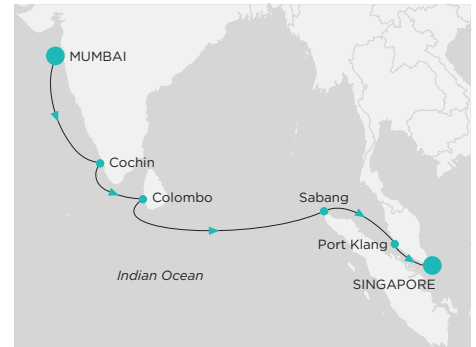 MUMBAI
Cochin
Colombo
Sabang
Port Klang
Indian Ocean
SINGAPORE